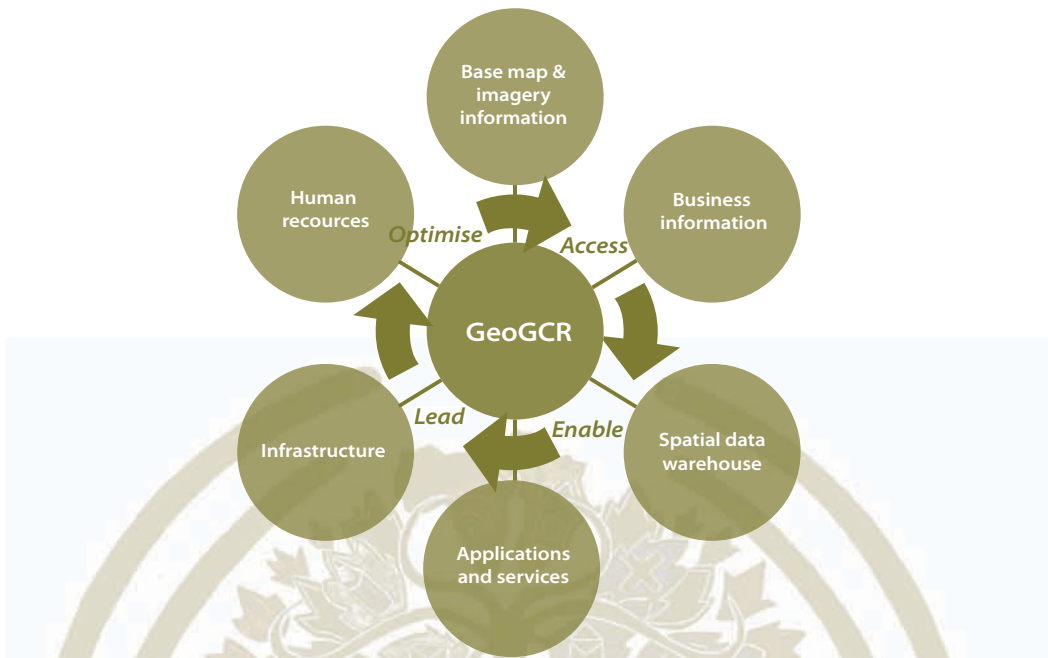 Base map &
imagery
information
Human
recources
Business
information
Optimise
Access
GeoGCR
Lead
Enable
Infrastructure
Spatial data
warehouse
Applications
and services